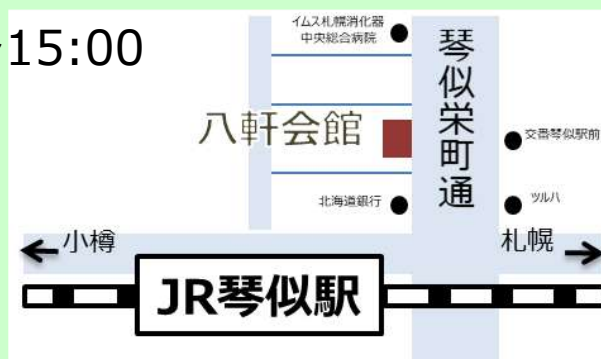 15:00
イムス札幌消化器
中央総合病院
琴似栄町通
八軒会館
交番琴似駅前
北海道銀行
ツルハ
小樽
札幌
JR琴似駅